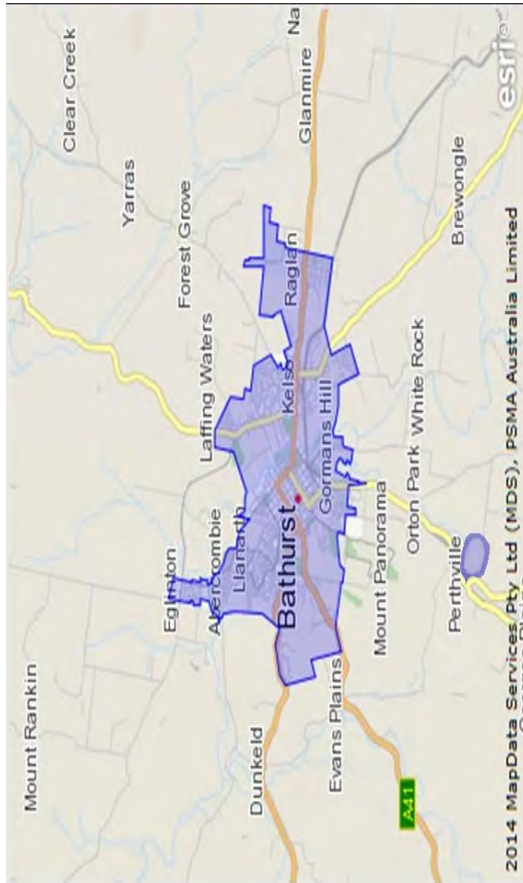 Mount Rankin
Clear Creek
Yarras
Eglinton
Forest Grove
Laffing Waters
Abercrombie
Llanarth
Dunkeld
Bathurst
Kelso
Raglan
Na
Glanmire
Gormans Hill
Evans Plains
Mount Panorama
A41
Orton Park White Rock
Perthville
Brewongle
esri
2014 MapData Services Pty Ltd (MDS), PSMA Australia Limited